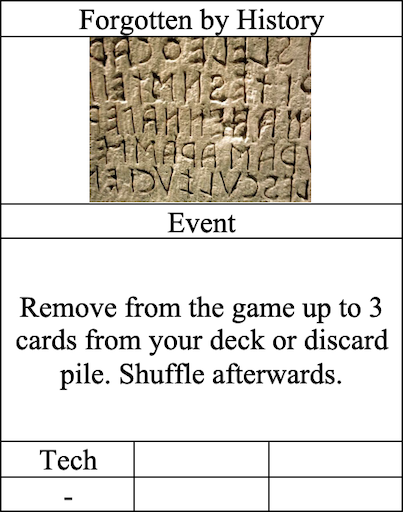 Forgotten by History
Event
Remove from the game up to 3
cards from your deck or discard
pile. Shuffle afterwards.
Tech
-